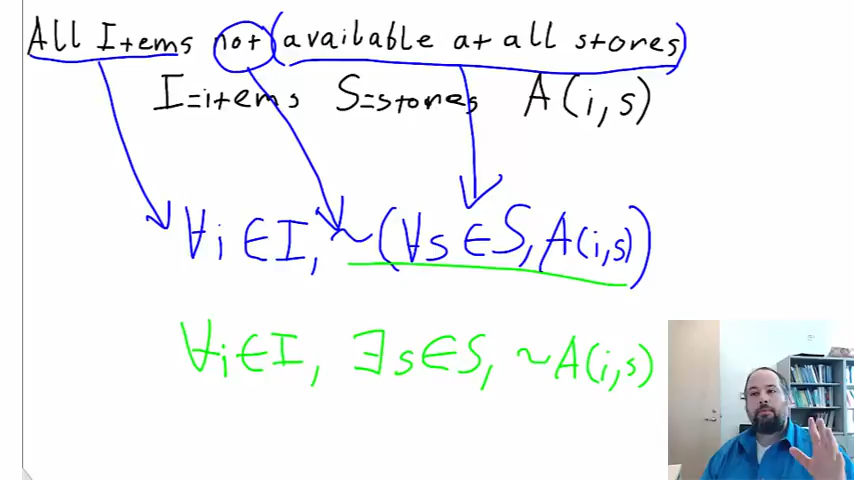 All Items not (available at all stores)
I=items S=stores A(i,s)
∀i∈I, ~(∀s∈S, A(i,s))
∀i∈I, ∃s∈S, ~A(i,s)